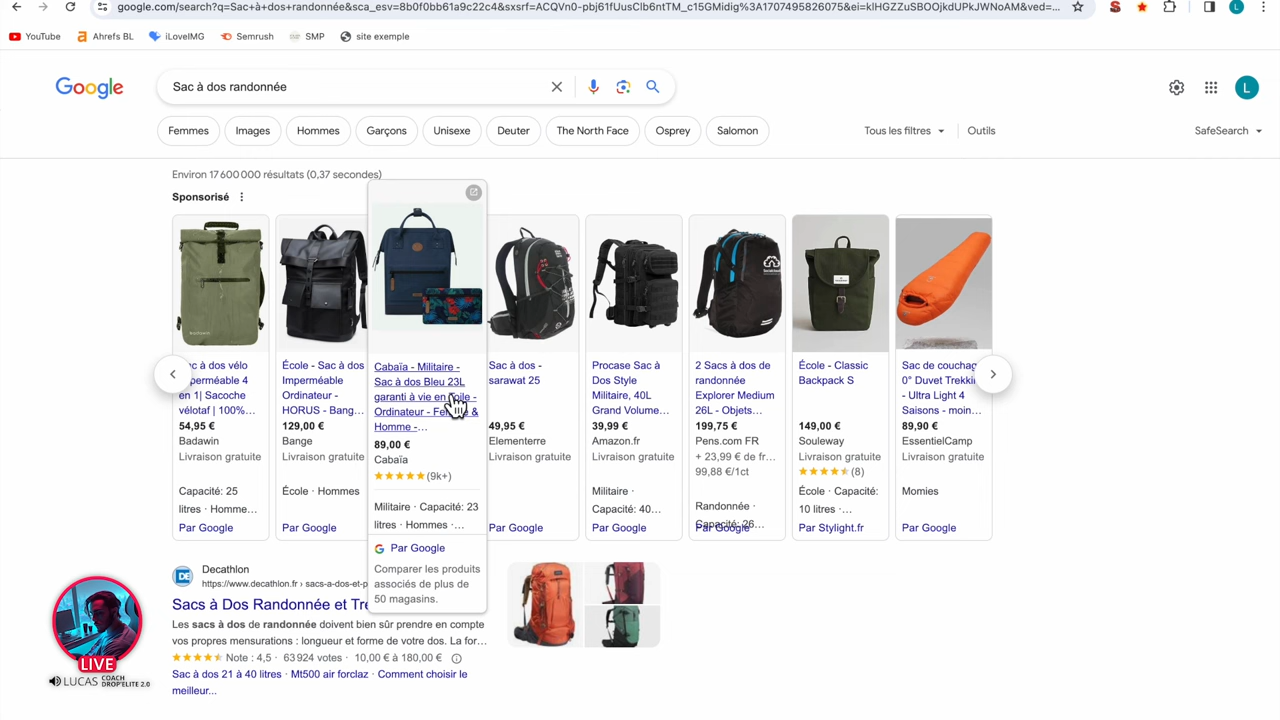 google.com/search?q=Sac+à+dos+randonnée&sca_esv=8b0f0bb61a9c22c4&sxsrf=ACQVn0-pbj61fUusClb6ntTM_c15GMidig%3A1707495826075&ei=klHGZZuSBOOjkdUPkJWNoAM&ved=...
YouTube
Ahrefs BL
iLoveIMG
Semrush
SMP
site exemple
Google
Sac à dos randonnée
L
Femmes
Images
Hommes
Garçons
Unisexe
Deuter
The North Face
Osprey
Salomon
Tous les filtres
Outils
SafeSearch
Environ 17 600 000 résultats (0,37 secondes)
Sponsorisé
c à dos vélo
perméable 4
en 1| Sacoche
vélotaf | 100%...
54,95 €
Badawin
Livraison gratuite
Capacité: 25
litres · Homme...
Par Google
École - Sac à dos
Imperméable
Ordinateur -
HORUS - Bang...
129,00 €
Bange
Livraison gratuite
École · Hommes
Par Google
Cabaïa - Militaire -
Sac à dos Bleu 23L
garanti à vie en toile -
Ordinateur - Femme &
Homme -...
89,00 €
Cabaïa
(9k+)
Militaire · Capacité: 23
litres · Hommes ·...
Par Google
Comparer les produits
associés de plus de
50 magasins.
Sac à dos -
sarawat 25
49,95 €
Elementerre
Livraison gratuite
Par Google
Procase Sac à
Dos Style
Militaire, 40L
Grand Volume...
39,99 €
Amazon.fr
Livraison gratuite
Militaire ·
Capacité: 40...
Par Google
2 Sacs à dos de
randonnée
Explorer Medium
26L - Objets...
199,75 €
Pens.com FR
+ 23,99 € de fr...
99,88 €/1ct
Randonnée ·
Capacité: 26...
Par Google
École - Classic
Backpack S
149,00 €
Souleway
Livraison gratuite
(8)
École · Capacité:
10 litres ·...
Par Stylight.fr
Sac de couchag
0° Duvet Trekki
- Ultra Light 4
Saisons - moin...
89,90 €
EssentielCamp
Livraison gratuite
Momies
Par Google
Decathlon
https://www.decathlon.fr › sacs-a-dos-et-p
Sacs à Dos Randonnée et Tre
Les sacs à dos de randonnée doivent bien sûr prendre en compte
vos propres mensurations : longueur et forme de votre dos. La for...
Note : 4,5 · 63 924 votes · 10,00 € à 180,00 €
Sac à dos 21 à 40 litres · Mt500 air forclaz · Comment choisir le
meilleur...
LIVE
LUCAS COACH
DROP'ELITE 2.0